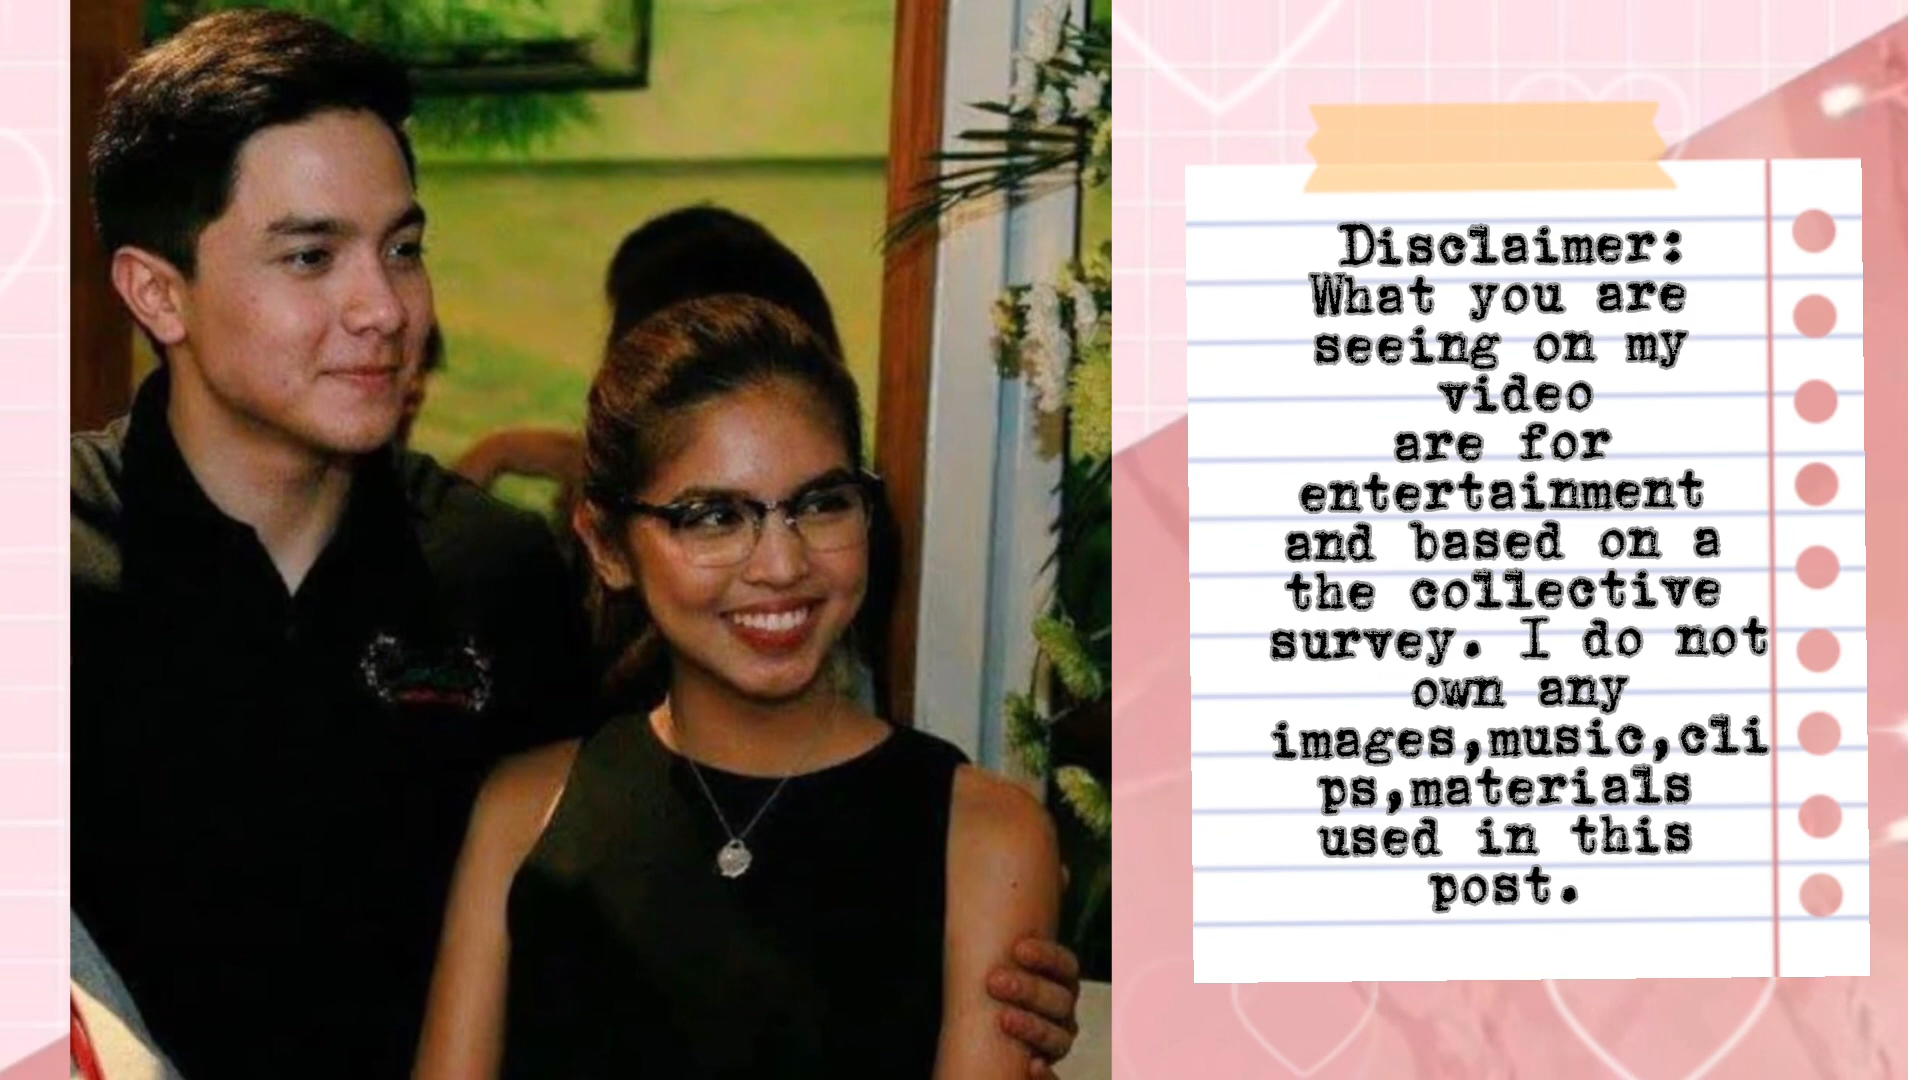 Disclaimer:
What you are
seeing on my
video
are for
entertainment
and based on a
the collective
survey. I do not
own any
images,music,cli
ps,materials
used in this
post.